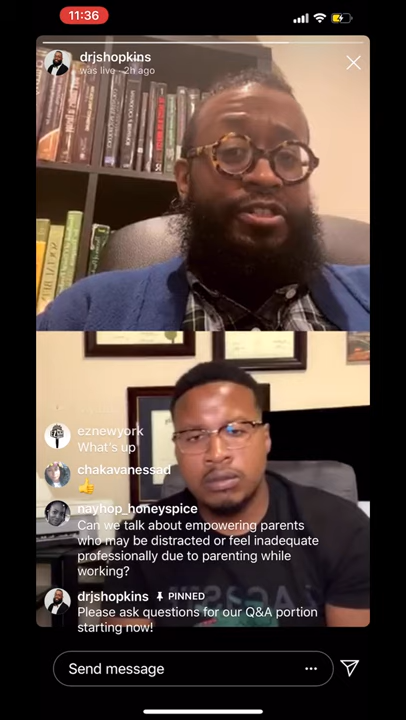 11:36
drjshopkins
was live · 2h ago
eznewyork
What's up
chakavanessad
👍
nayhop_honeyspice
Can we talk about empowering parents
who may be distracted or feel inadequate
professionally due to parenting while
working?
drjshopkins PINNED
Please ask questions for our Q&A portion
starting now!
Send message